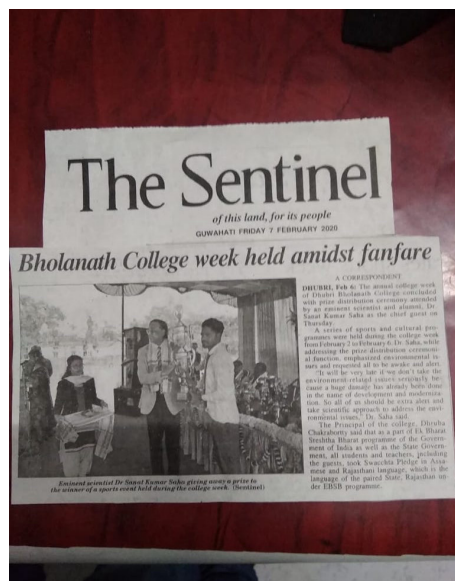 The Sentinel
of this land, for its people
GUWAHATI FRIDAY 7 FEBRUARY 2020
Bholanath College week held amidst fanfare
A CORRESPONDENT
DHUBRI, Feb 6: The annual college week
of Dhubri Bholanath College concluded
with prize distribution ceremony attended
by an eminent scientist and alumni, Dr.
Sanat Kumar Saha as the chief guest on
Thursday.
A series of sports and cultural pro-
grammes were held during the college week
from February 2 to February 6. Dr. Saha, while
addressing the prize distribution ceremoni-
al function, emphasized environmental is-
sues and requested all to be awake and alert.
"It will be very late if we don't take the
environment-related issues seriously be-
cause a huge damage has already been done
in the name of development and moderniza-
tion. So all of us should be extra alert and
take scientific approach to address the envi-
ronmental issues," Dr. Saha said.
The Principal of the college, Dhruba
Chakraborty said that as a part of Ek Bharat
Sreshtha Bharat programme of the Govern-
ment of India as well as the State Govern-
ment, all students and teachers, including
the guests, took Swacchta Pledge in Assa-
mese and Rajasthani language, which is the
language of the paired State, Rajasthan un-
der EBSB programme.
Eminent scientist Dr Sanat Kumar Saha giving away a prize to
the winner of a sports event held during the college week. (Sentinel)